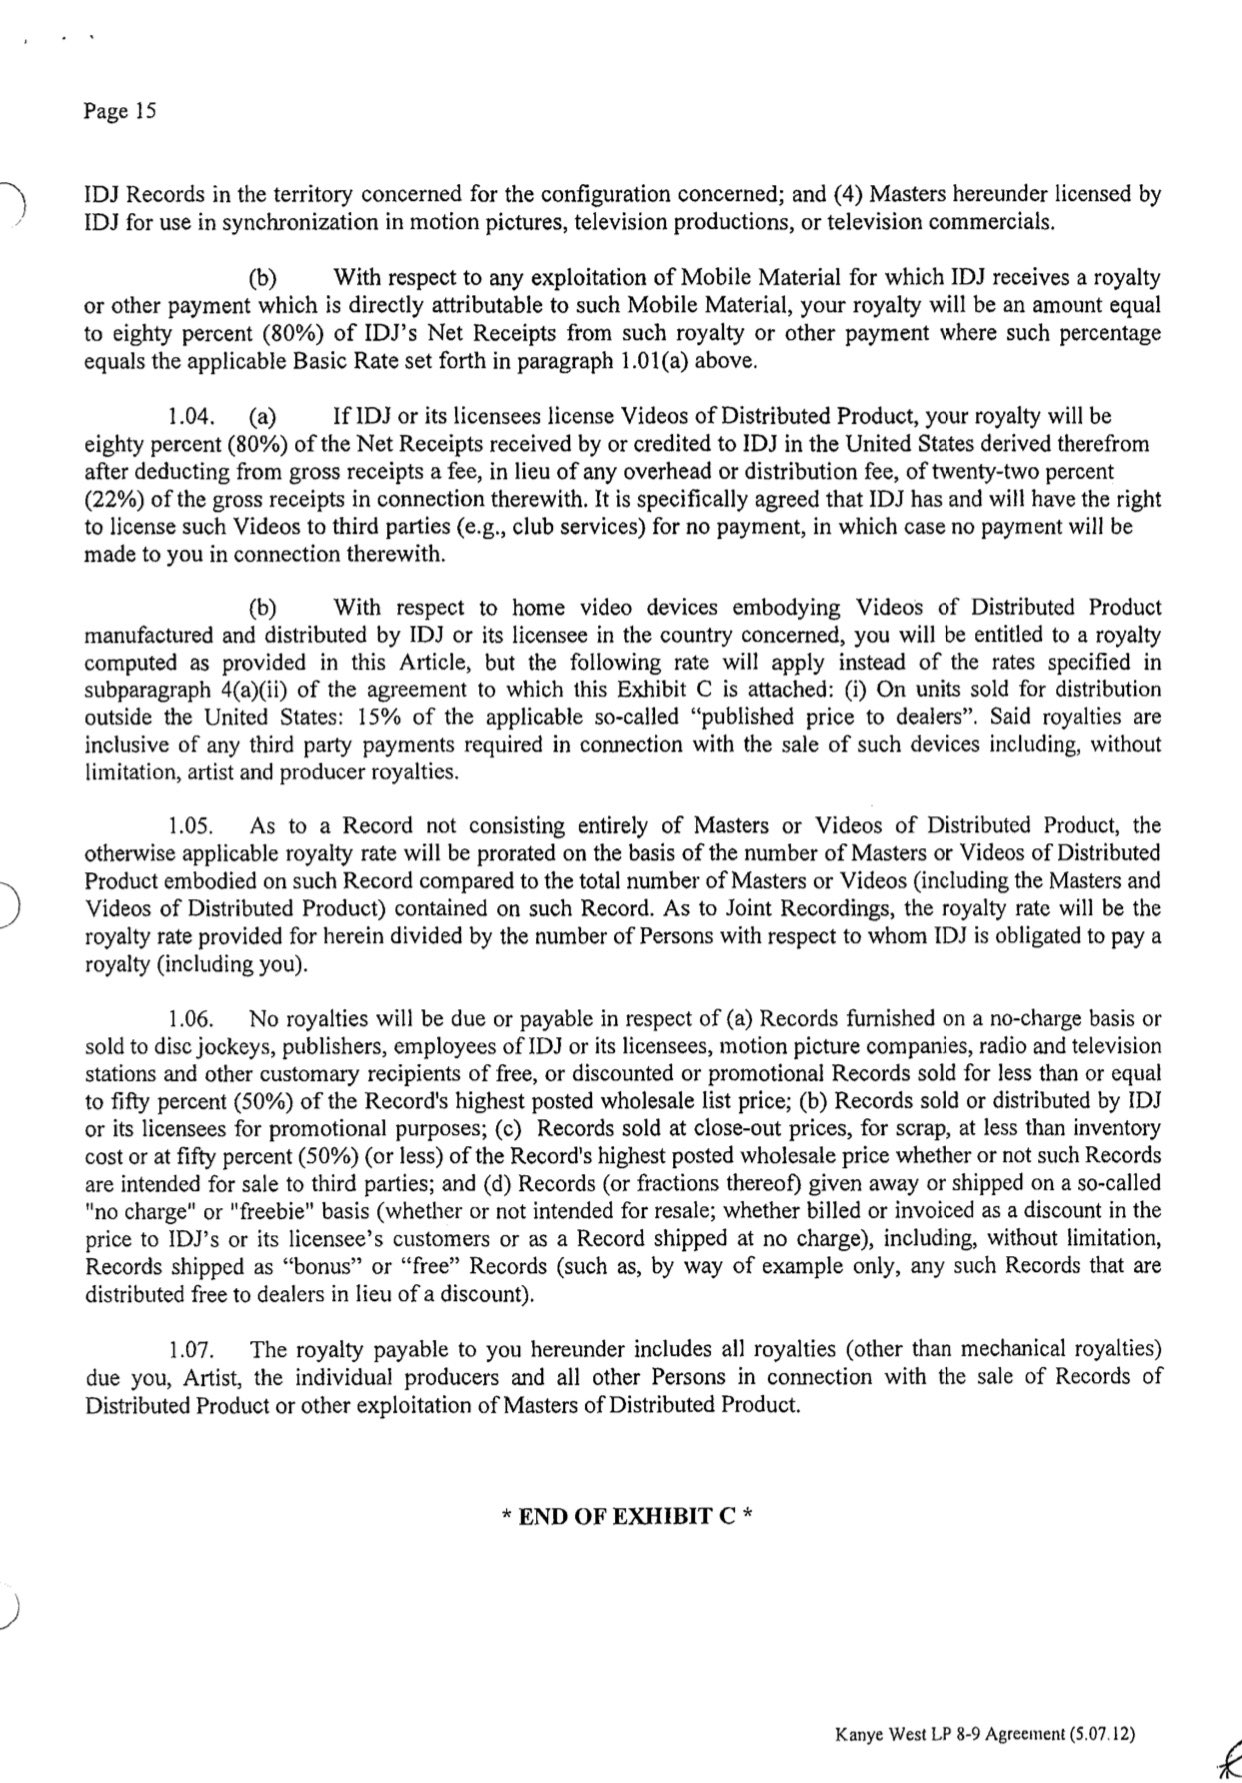 Page 15
IDJ Records in the territory concerned for the configuration concerned; and (4) Masters hereunder licensed by
IDJ for use in synchronization in motion pictures, television productions, or television commercials.
(b) With respect to any exploitation of Mobile Material for which IDJ receives a royalty
or other payment which is directly attributable to such Mobile Material, your royalty will be an amount equal
to eighty percent (80%) of IDJ's Net Receipts from such royalty or other payment where such percentage
equals the applicable Basic Rate set forth in paragraph 1.01(a) above.
1.04. (a) If IDJ or its licensees license Videos of Distributed Product, your royalty will be
eighty percent (80%) of the Net Receipts received by or credited to IDJ in the United States derived therefrom
after deducting from gross receipts a fee, in lieu of any overhead or distribution fee, of twenty-two percent
(22%) of the gross receipts in connection therewith. It is specifically agreed that IDJ has and will have the right
to license such Videos to third parties (e.g., club services) for no payment, in which case no payment will be
made to you in connection therewith.
(b) With respect to home video devices embodying Videos of Distributed Product
manufactured and distributed by IDJ or its licensee in the country concerned, you will be entitled to a royalty
computed as provided in this Article, but the following rate will apply instead of the rates specified in
subparagraph 4(a)(ii) of the agreement to which this Exhibit C is attached: (i) On units sold for distribution
outside the United States: 15% of the applicable so-called “published price to dealers”. Said royalties are
inclusive of any third party payments required in connection with the sale of such devices including, without
limitation, artist and producer royalties.
1.05. As to a Record not consisting entirely of Masters or Videos of Distributed Product, the
otherwise applicable royalty rate will be prorated on the basis of the number of Masters or Videos of Distributed
Product embodied on such Record compared to the total number of Masters or Videos (including the Masters and
Videos of Distributed Product) contained on such Record. As to Joint Recordings, the royalty rate will be the
royalty rate provided for herein divided by the number of Persons with respect to whom IDJ is obligated to pay a
royalty (including you).
1.06. No royalties will be due or payable in respect of (a) Records furnished on a no-charge basis or
sold to disc jockeys, publishers, employees of IDJ or its licensees, motion picture companies, radio and television
stations and other customary recipients of free, or discounted or promotional Records sold for less than or equal
to fifty percent (50%) of the Record's highest posted wholesale list price; (b) Records sold or distributed by IDJ
or its licensees for promotional purposes; (c) Records sold at close-out prices, for scrap, at less than inventory
cost or at fifty percent (50%) (or less) of the Record's highest posted wholesale price whether or not such Records
are intended for sale to third parties; and (d) Records (or fractions thereof) given away or shipped on a so-called
"no charge" or "freebie" basis (whether or not intended for resale; whether billed or invoiced as a discount in the
price to IDJ's or its licensee's customers or as a Record shipped at no charge), including, without limitation,
Records shipped as “bonus” or “free” Records (such as, by way of example only, any such Records that are
distributed free to dealers in lieu of a discount).
1.07. The royalty payable to you hereunder includes all royalties (other than mechanical royalties)
due you, Artist, the individual producers and all other Persons in connection with the sale of Records of
Distributed Product or other exploitation of Masters of Distributed Product.
* END OF EXHIBIT C *
Kanye West LP 8-9 Agreement (5.07.12)